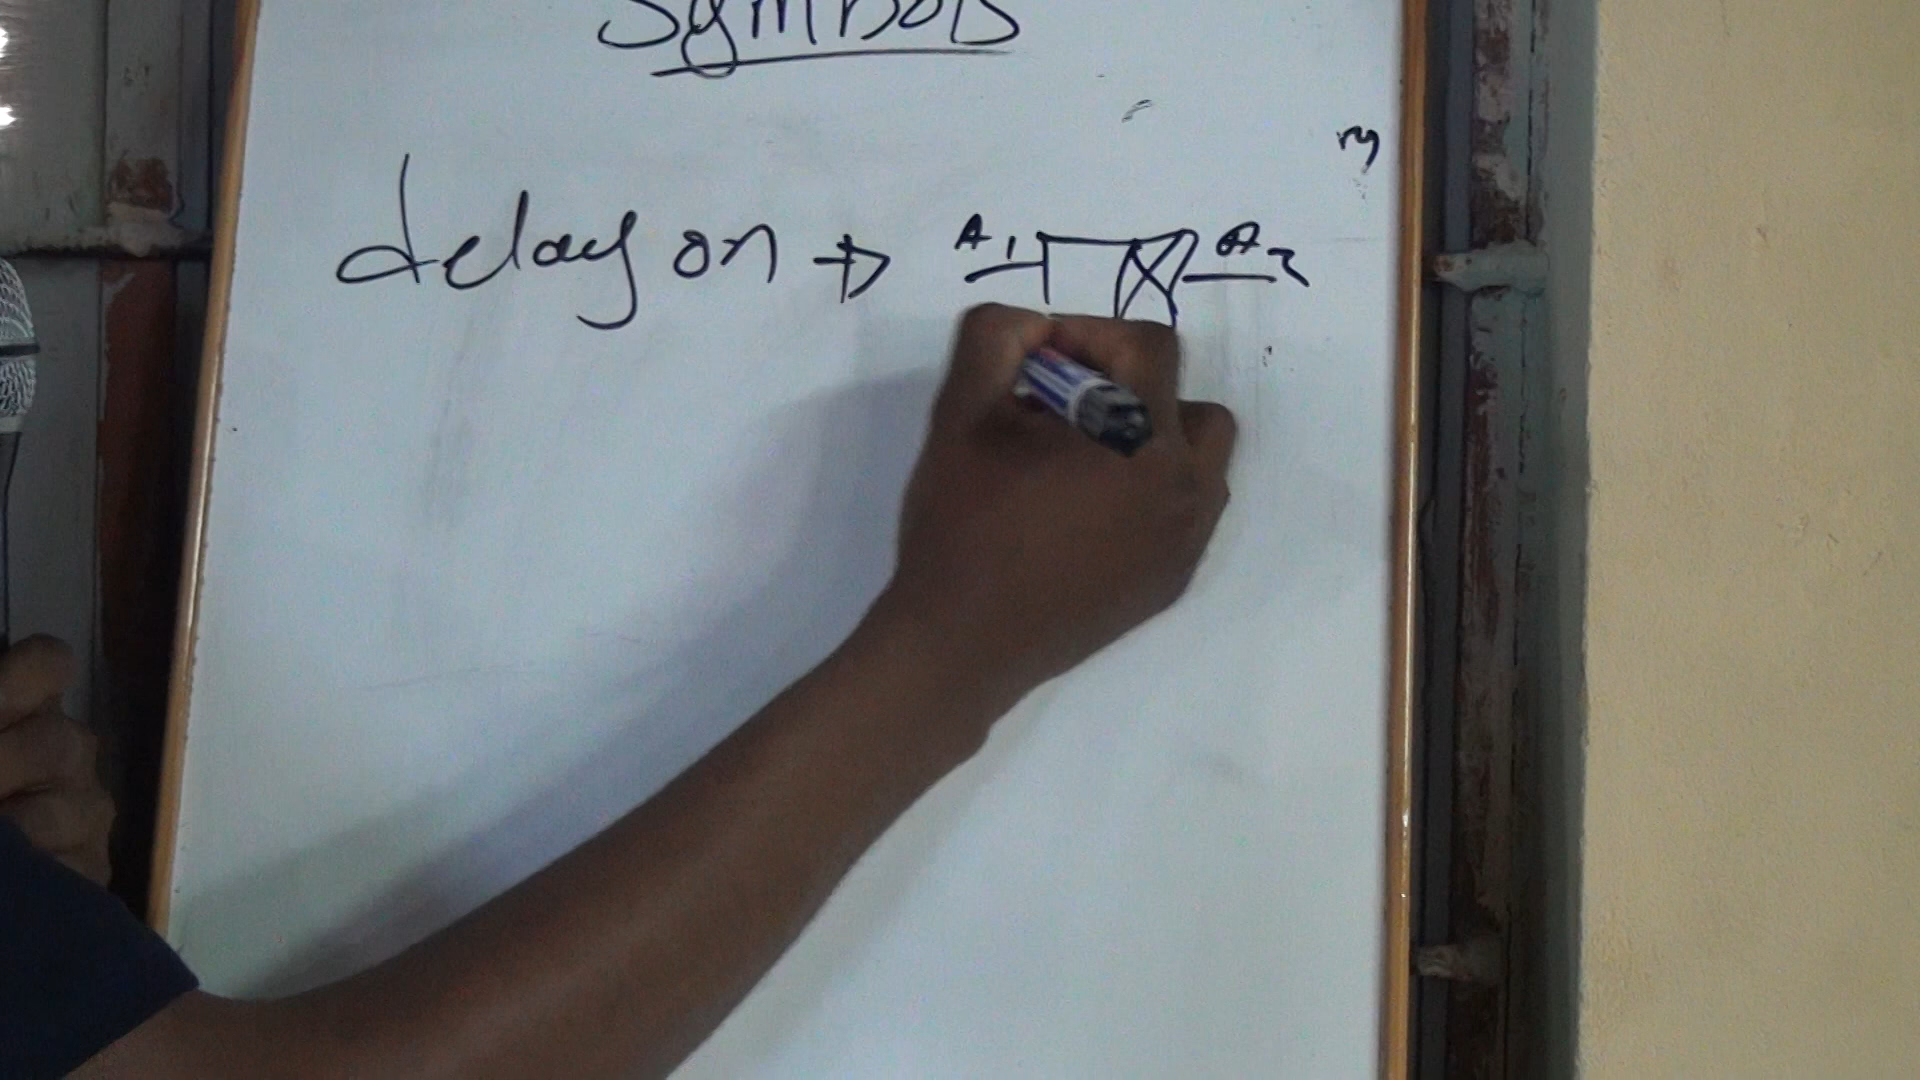 Symbols
delay on → A1 A2